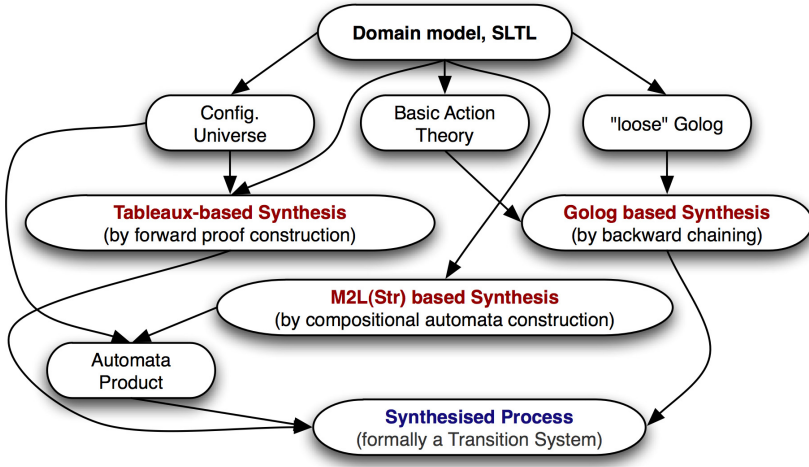 Domain model, SLTL
Config.
Universe
Basic Action
Theory
"loose" Golog
Tableaux-based Synthesis
(by forward proof construction)
Golog based Synthesis
(by backward chaining)
M2L(Str) based Synthesis
(by compositional automata construction)
Automata
Product
Synthesised Process
(formally a Transition System)